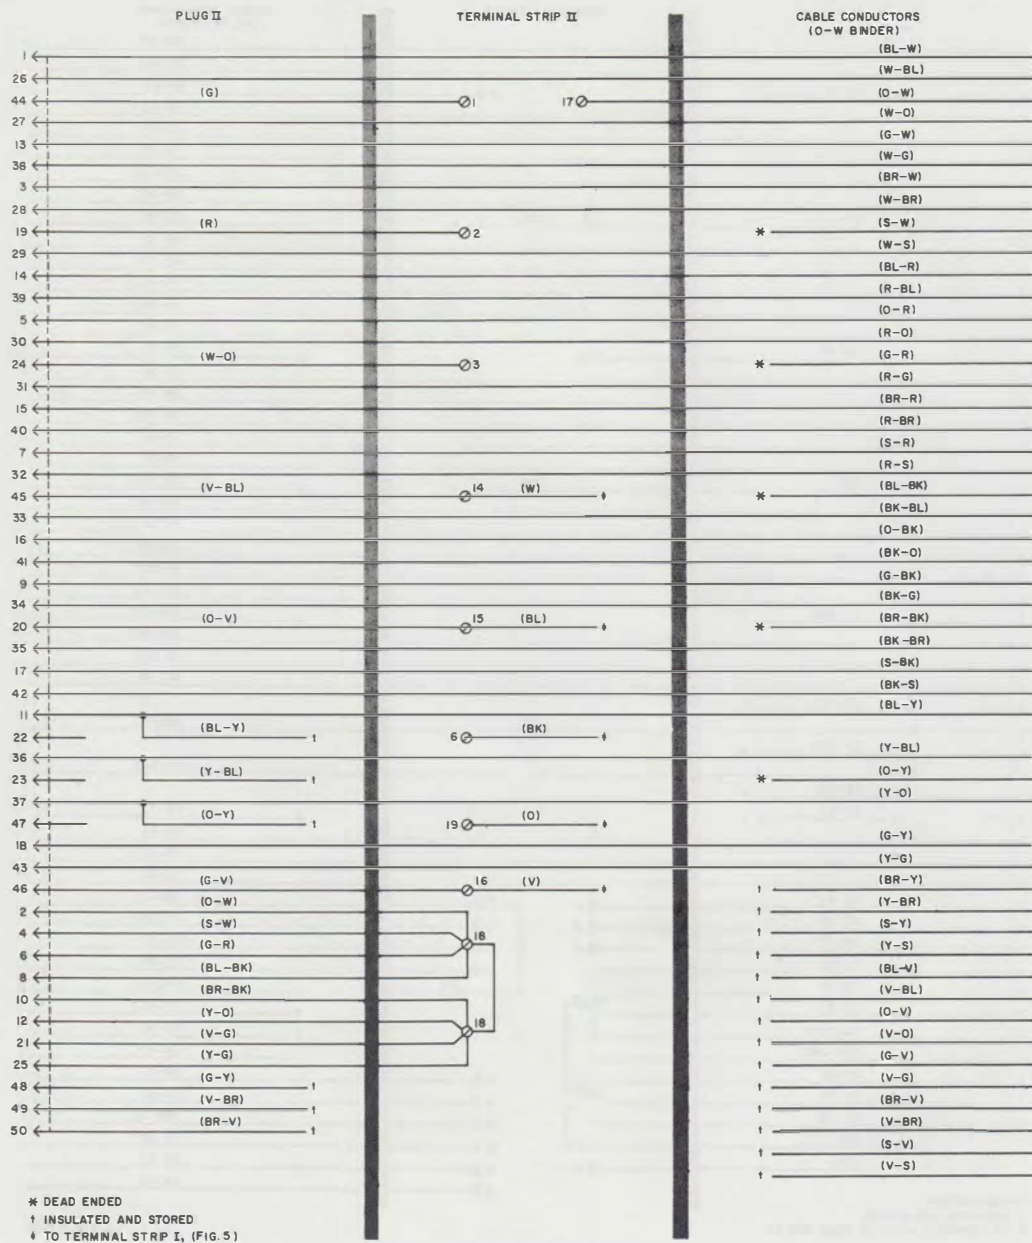 PLUG II TERMINAL STRIP II CABLE CONDUCTORS
(O-W BINDER)
1 (BL-W)
26 (W-BL)
44 (G) 1 17 (O-W)
27 (W-O)
13 (G-W)
38 (W-G)
3 (BR-W)
28 (W-BR)
19 (R) 2 * (S-W)
29 (W-S)
14 (BL-R)
39 (R-BL)
5 (O-R)
30 (R-O)
24 (W-O) 3 * (G-R)
31 (R-G)
15 (BR-R)
40 (R-BR)
7 (S-R)
32 (R-S)
45 (V-BL) 14 (W) ‡ * (BL-BK)
33 (BK-BL)
16 (O-BK)
41 (BK-O)
9 (G-BK)
34 (BK-G)
20 (O-V) 15 (BL) ‡ * (BR-BK)
35 (BK-BR)
17 (S-BK)
42 (BK-S)
11 (BL-Y)
22 (BL-Y) † 6 (BK) ‡
36 (Y-BL)
23 (Y-BL) † * (O-Y)
37 (Y-O)
47 (O-Y) † 19 (O) ‡
18 (G-Y)
43 (Y-G)
46 (G-V) 16 (V) ‡ † (BR-Y)
2 (O-W) † (Y-BR)
4 (S-W) † (S-Y)
6 (G-R) 18 † (Y-S)
8 (BL-BK) † (BL-V)
10 (BR-BK) † (V-BL)
12 (Y-O) † (O-V)
21 (V-G) 18 † (V-O)
25 (Y-G) † (G-V)
48 (G-Y) † † (V-G)
49 (V-BR) † † (BR-V)
50 (BR-V) † † (V-BR)
† (S-V)
† (V-S)
* DEAD ENDED
† INSULATED AND STORED
‡ TO TERMINAL STRIP I, (FIG. 5)